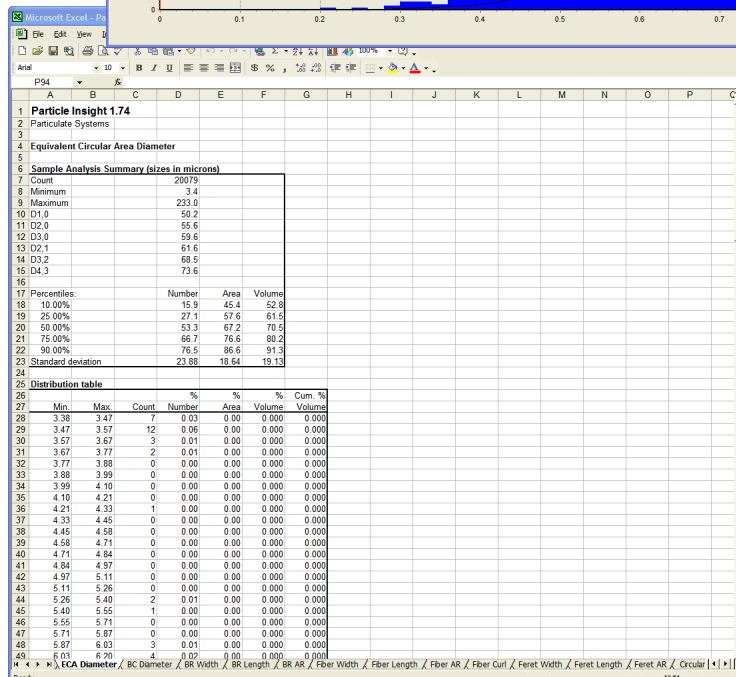 0
0 0.1 0.2 0.3 0.4 0.5 0.6 0.7
Microsoft Excel - Pa
File Edit View
100%
Arial 10 B I U $ % ,
P94 fx
A B C D E F G H I J K L M N O P
1 Particle Insight 1.74
2 Particulate Systems
3
4 Equivalent Circular Area Diameter
5
6 Sample Analysis Summary (sizes in microns)
7 Count 20079
8 Minimum 3.4
9 Maximum 233.0
10 D1,0 50.2
11 D2,0 55.6
12 D3,0 59.6
13 D2,1 61.6
14 D3,2 68.5
15 D4,3 73.6
16
17 Percentiles: Number Area Volume
18 10.00% 15.9 45.4 52.8
19 25.00% 27.1 57.6 61.5
20 50.00% 53.3 67.2 70.5
21 75.00% 66.7 76.6 80.2
22 90.00% 76.5 86.6 91.3
23 Standard deviation 23.88 18.64 19.13
24
25 Distribution table
26 % % % Cum. %
27 Min. Max. Count Number Area Volume Volume
28 3.38 3.47 7 0.03 0.00 0.000 0.000
29 3.47 3.57 12 0.06 0.00 0.000 0.000
30 3.57 3.67 3 0.01 0.00 0.000 0.000
31 3.67 3.77 2 0.01 0.00 0.000 0.000
32 3.77 3.88 0 0.00 0.00 0.000 0.000
33 3.88 3.99 0 0.00 0.00 0.000 0.000
34 3.99 4.10 0 0.00 0.00 0.000 0.000
35 4.10 4.21 0 0.00 0.00 0.000 0.000
36 4.21 4.33 1 0.00 0.00 0.000 0.000
37 4.33 4.45 0 0.00 0.00 0.000 0.000
38 4.45 4.58 0 0.00 0.00 0.000 0.000
39 4.58 4.71 0 0.00 0.00 0.000 0.000
40 4.71 4.84 0 0.00 0.00 0.000 0.000
41 4.84 4.97 0 0.00 0.00 0.000 0.000
42 4.97 5.11 0 0.00 0.00 0.000 0.000
43 5.11 5.26 0 0.00 0.00 0.000 0.000
44 5.26 5.40 2 0.01 0.00 0.000 0.000
45 5.40 5.55 1 0.00 0.00 0.000 0.000
46 5.55 5.71 0 0.00 0.00 0.000 0.000
47 5.71 5.87 0 0.00 0.00 0.000 0.000
48 5.87 6.03 3 0.01 0.00 0.000 0.000
49 6.03 6.20 4 0.02 0.00 0.000 0.000
ECA Diameter BC Diameter BR Width BR Length BR AR Fiber Width Fiber Length Fiber AR Fiber Curl Feret Width Feret Length Feret AR Circular